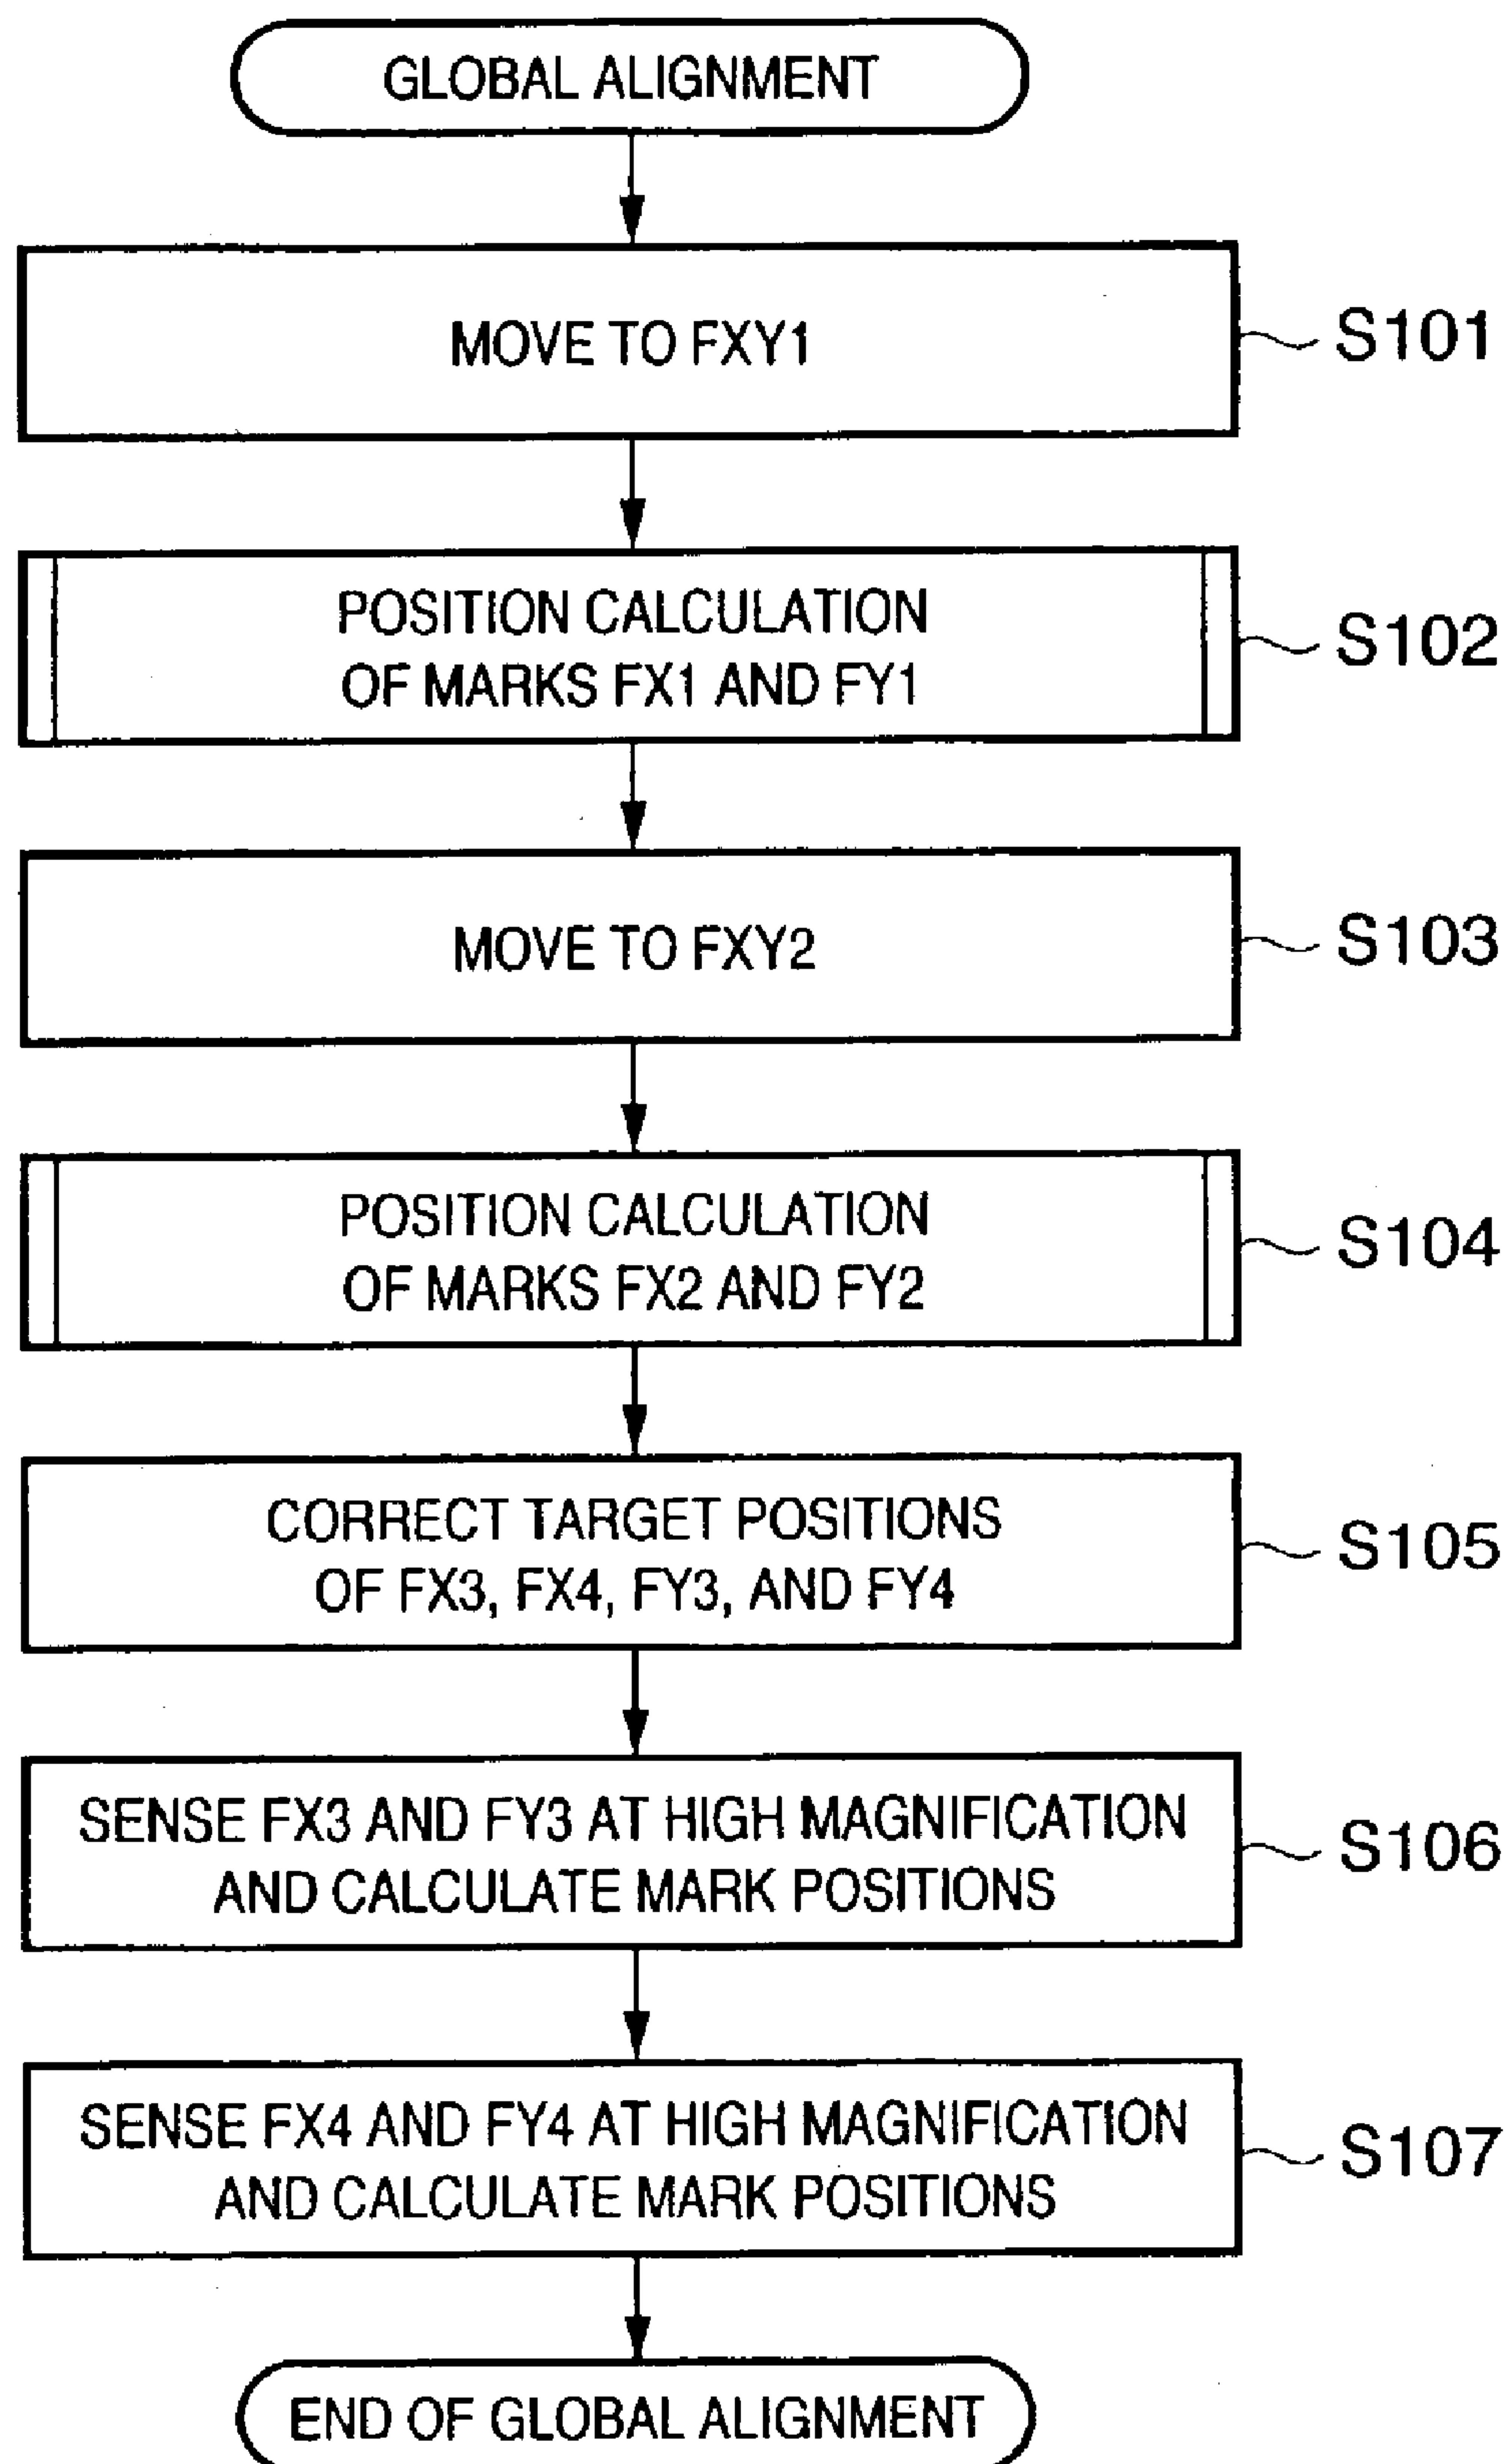 GLOBAL ALIGNMENT
MOVE TO FXY1
S101
POSITION CALCULATION
OF MARKS FX1 AND FY1
S102
MOVE TO FXY2
S103
POSITION CALCULATION
OF MARKS FX2 AND FY2
S104
CORRECT TARGET POSITIONS
OF FX3, FX4, FY3, AND FY4
S105
SENSE FX3 AND FY3 AT HIGH MAGNIFICATION
AND CALCULATE MARK POSITIONS
S106
SENSE FX4 AND FY4 AT HIGH MAGNIFICATION
AND CALCULATE MARK POSITIONS
S107
END OF GLOBAL ALIGNMENT